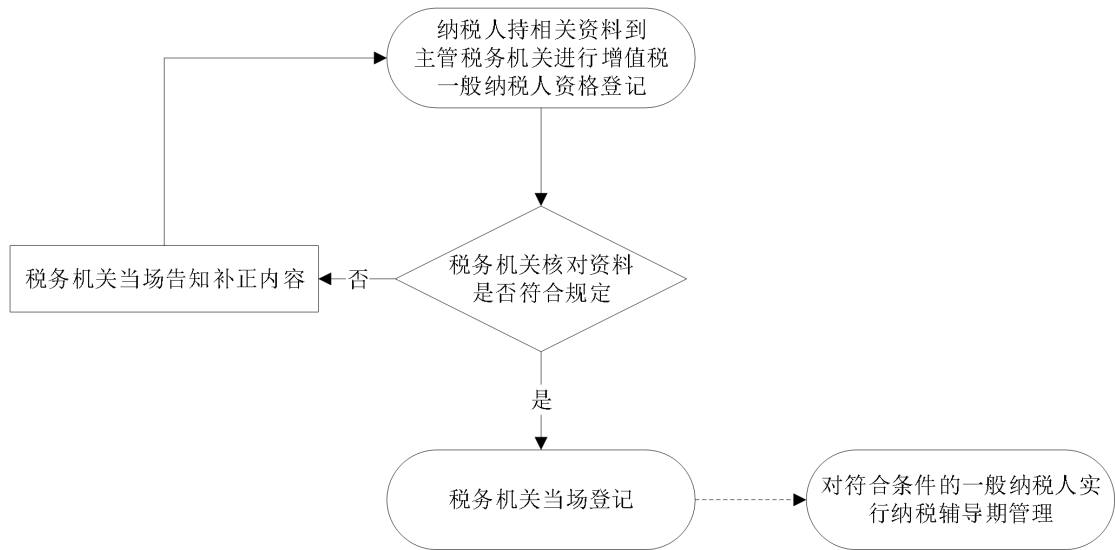 纳税人持相关资料到
主管税务机关进行增值税
一般纳税人资格登记
税务机关核对资料
是否符合规定
否
税务机关当场告知补正内容
是
税务机关当场登记
对符合条件的一般纳税人实
行纳税辅导期管理